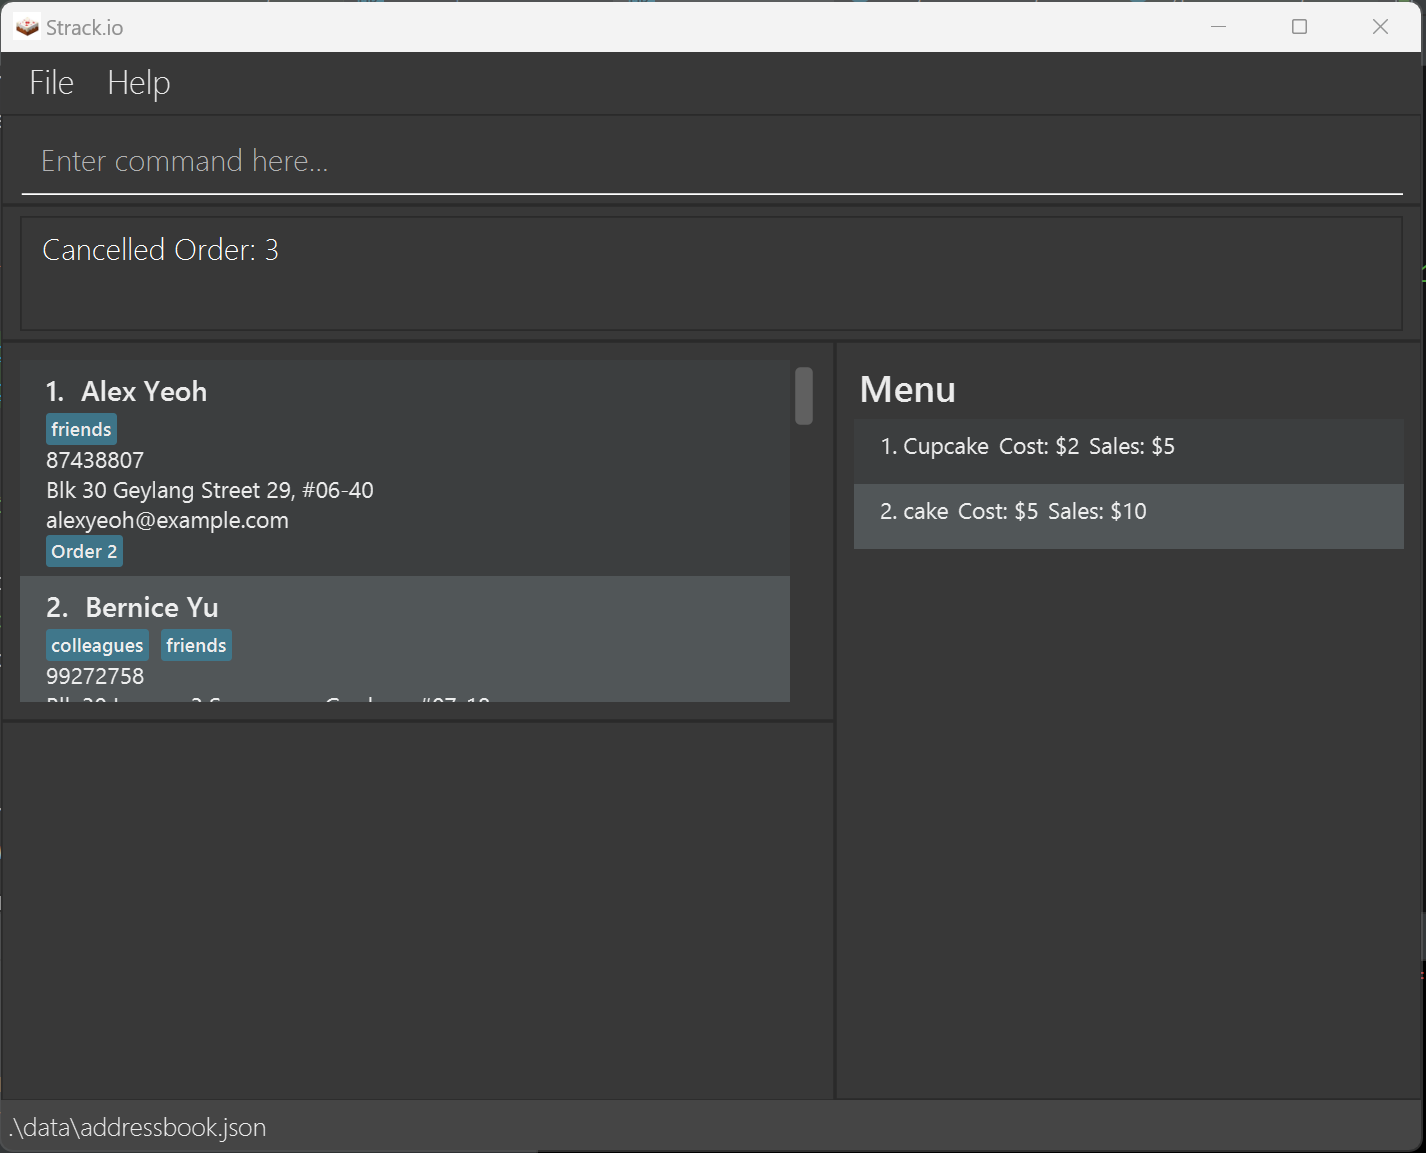 Strack.io
File Help
Enter command here...
Cancelled Order: 3
1. Alex Yeoh
friends
87438807
Blk 30 Geylang Street 29, #06-40
alexyeoh@example.com
Order 2
2. Bernice Yu
colleagues friends
99272758
Menu
1. Cupcake Cost: $2 Sales: $5
2. cake Cost: $5 Sales: $10
.\data\addressbook.json